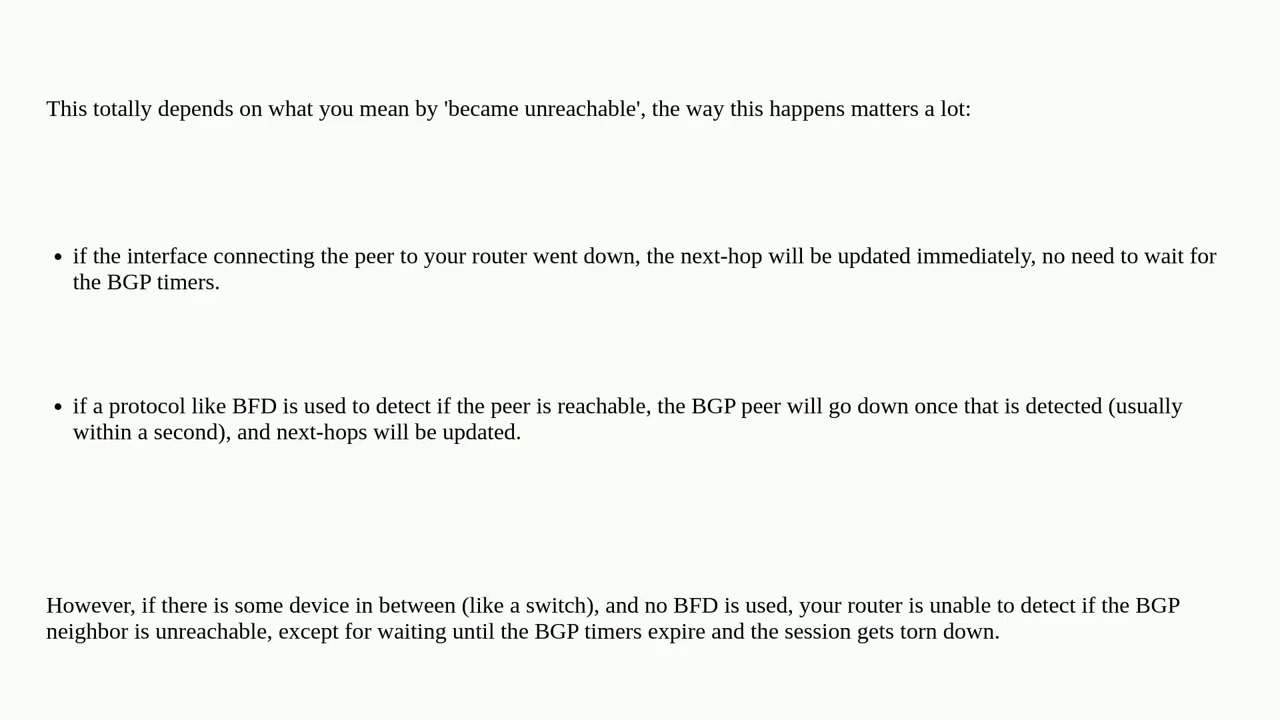 This totally depends on what you mean by 'became unreachable', the way this happens matters a lot:
• if the interface connecting the peer to your router went down, the next-hop will be updated immediately, no need to wait for
the BGP timers.
• if a protocol like BFD is used to detect if the peer is reachable, the BGP peer will go down once that is detected (usually
within a second), and next-hops will be updated.
However, if there is some device in between (like a switch), and no BFD is used, your router is unable to detect if the BGP
neighbor is unreachable, except for waiting until the BGP timers expire and the session gets torn down.